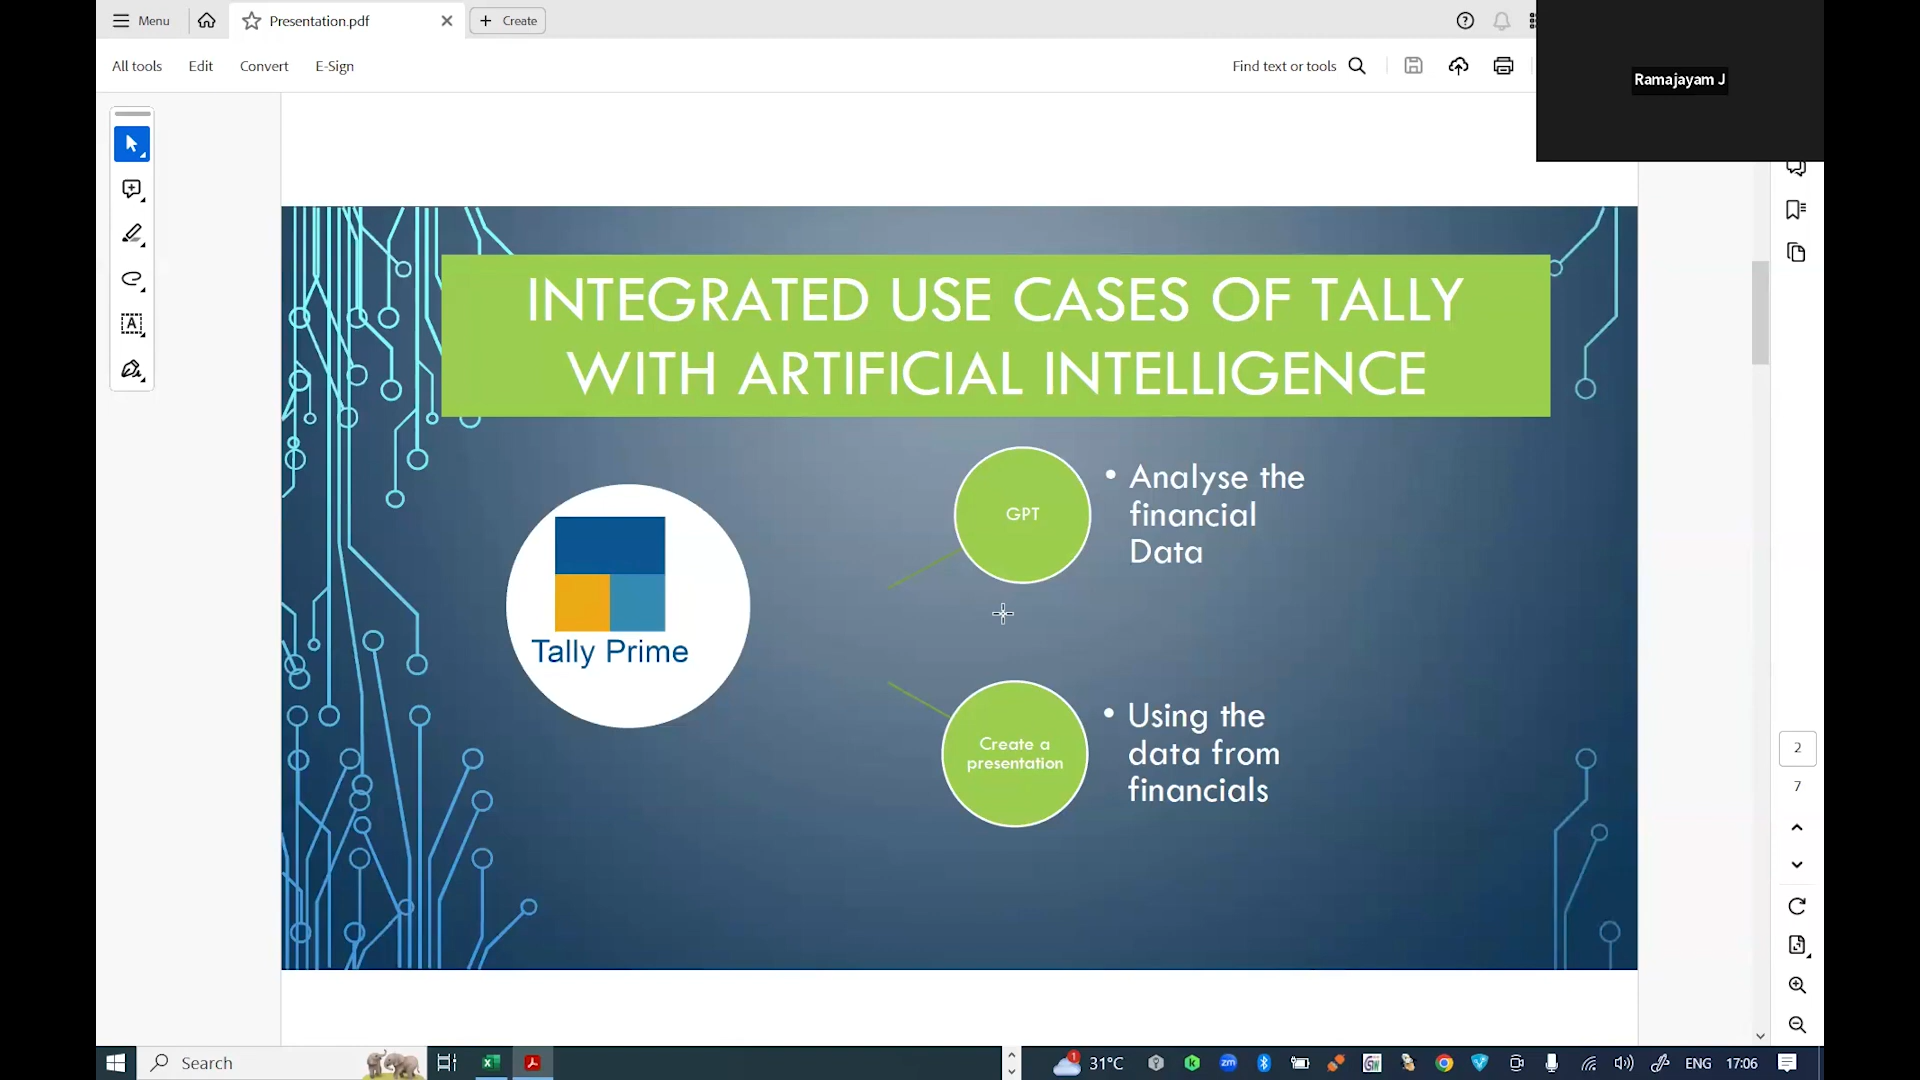 Menu
Presentation.pdf
Create
All tools
Edit
Convert
E-Sign
Find text or tools
Ramajayam J
INTEGRATED USE CASES OF TALLY
WITH ARTIFICIAL INTELLIGENCE
Tally Prime
GPT
• Analyse the
financial
Data
Create a
presentation
• Using the
data from
financials
2
7
Search
1
31°C
zm
ENG
17:06